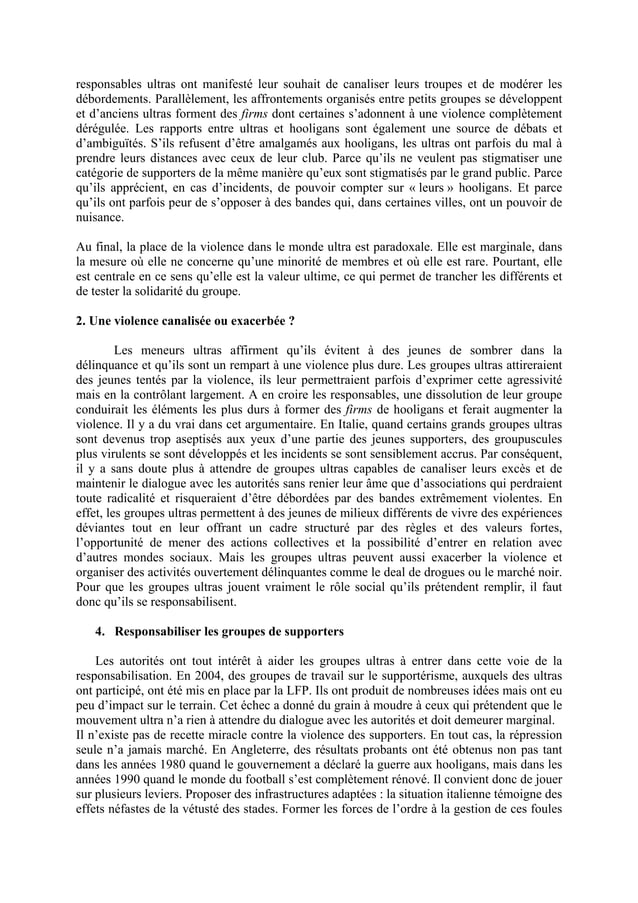 responsables ultras ont manifesté leur souhait de canaliser leurs troupes et de modérer les
débordements. Parallèlement, les affrontements organisés entre petits groupes se développent
et d’anciens ultras forment des firms dont certaines s’adonnent à une violence complètement
dérégulée. Les rapports entre ultras et hooligans sont également une source de débats et
d’ambiguïtés. S’ils refusent d’être amalgamés aux hooligans, les ultras ont parfois du mal à
prendre leurs distances avec ceux de leur club. Parce qu’ils ne veulent pas stigmatiser une
catégorie de supporters de la même manière qu’eux sont stigmatisés par le grand public. Parce
qu’ils apprécient, en cas d’incidents, de pouvoir compter sur « leurs » hooligans. Et parce
qu’ils ont parfois peur de s’opposer à des bandes qui, dans certaines villes, ont un pouvoir de
nuisance.
Au final, la place de la violence dans le monde ultra est paradoxale. Elle est marginale, dans
la mesure où elle ne concerne qu’une minorité de membres et où elle est rare. Pourtant, elle
est centrale en ce sens qu’elle est la valeur ultime, ce qui permet de trancher les différents et
de tester la solidarité du groupe.
2. Une violence canalisée ou exacerbée ?
Les meneurs ultras affirment qu’ils évitent à des jeunes de sombrer dans la
délinquance et qu’ils sont un rempart à une violence plus dure. Les groupes ultras attireraient
des jeunes tentés par la violence, ils leur permettraient parfois d’exprimer cette agressivité
mais en la contrôlant largement. A en croire les responsables, une dissolution de leur groupe
conduirait les éléments les plus durs à former des firms de hooligans et ferait augmenter la
violence. Il y a du vrai dans cet argumentaire. En Italie, quand certains grands groupes ultras
sont devenus trop aseptisés aux yeux d’une partie des jeunes supporters, des groupuscules
plus virulents se sont développés et les incidents se sont sensiblement accrus. Par conséquent,
il y a sans doute plus à attendre de groupes ultras capables de canaliser leurs excès et de
maintenir le dialogue avec les autorités sans renier leur âme que d’associations qui perdraient
toute radicalité et risqueraient d’être débordées par des bandes extrêmement violentes. En
effet, les groupes ultras permettent à des jeunes de milieux différents de vivre des expériences
déviantes tout en leur offrant un cadre structuré par des règles et des valeurs fortes,
l’opportunité de mener des actions collectives et la possibilité d’entrer en relation avec
d’autres mondes sociaux. Mais les groupes ultras peuvent aussi exacerber la violence et
organiser des activités ouvertement délinquantes comme le deal de drogues ou le marché noir.
Pour que les groupes ultras jouent vraiment le rôle social qu’ils prétendent remplir, il faut
donc qu’ils se responsabilisent.
4. Responsabiliser les groupes de supporters
Les autorités ont tout intérêt à aider les groupes ultras à entrer dans cette voie de la
responsabilisation. En 2004, des groupes de travail sur le supportérisme, auxquels des ultras
ont participé, ont été mis en place par la LFP. Ils ont produit de nombreuses idées mais ont eu
peu d’impact sur le terrain. Cet échec a donné du grain à moudre à ceux qui prétendent que le
mouvement ultra n’a rien à attendre du dialogue avec les autorités et doit demeurer marginal.
Il n’existe pas de recette miracle contre la violence des supporters. En tout cas, la répression
seule n’a jamais marché. En Angleterre, des résultats probants ont été obtenus non pas tant
dans les années 1980 quand le gouvernement a déclaré la guerre aux hooligans, mais dans les
années 1990 quand le monde du football s’est complètement rénové. Il convient donc de jouer
sur plusieurs leviers. Proposer des infrastructures adaptées : la situation italienne témoigne des
effets néfastes de la vétusté des stades. Former les forces de l’ordre à la gestion de ces foules